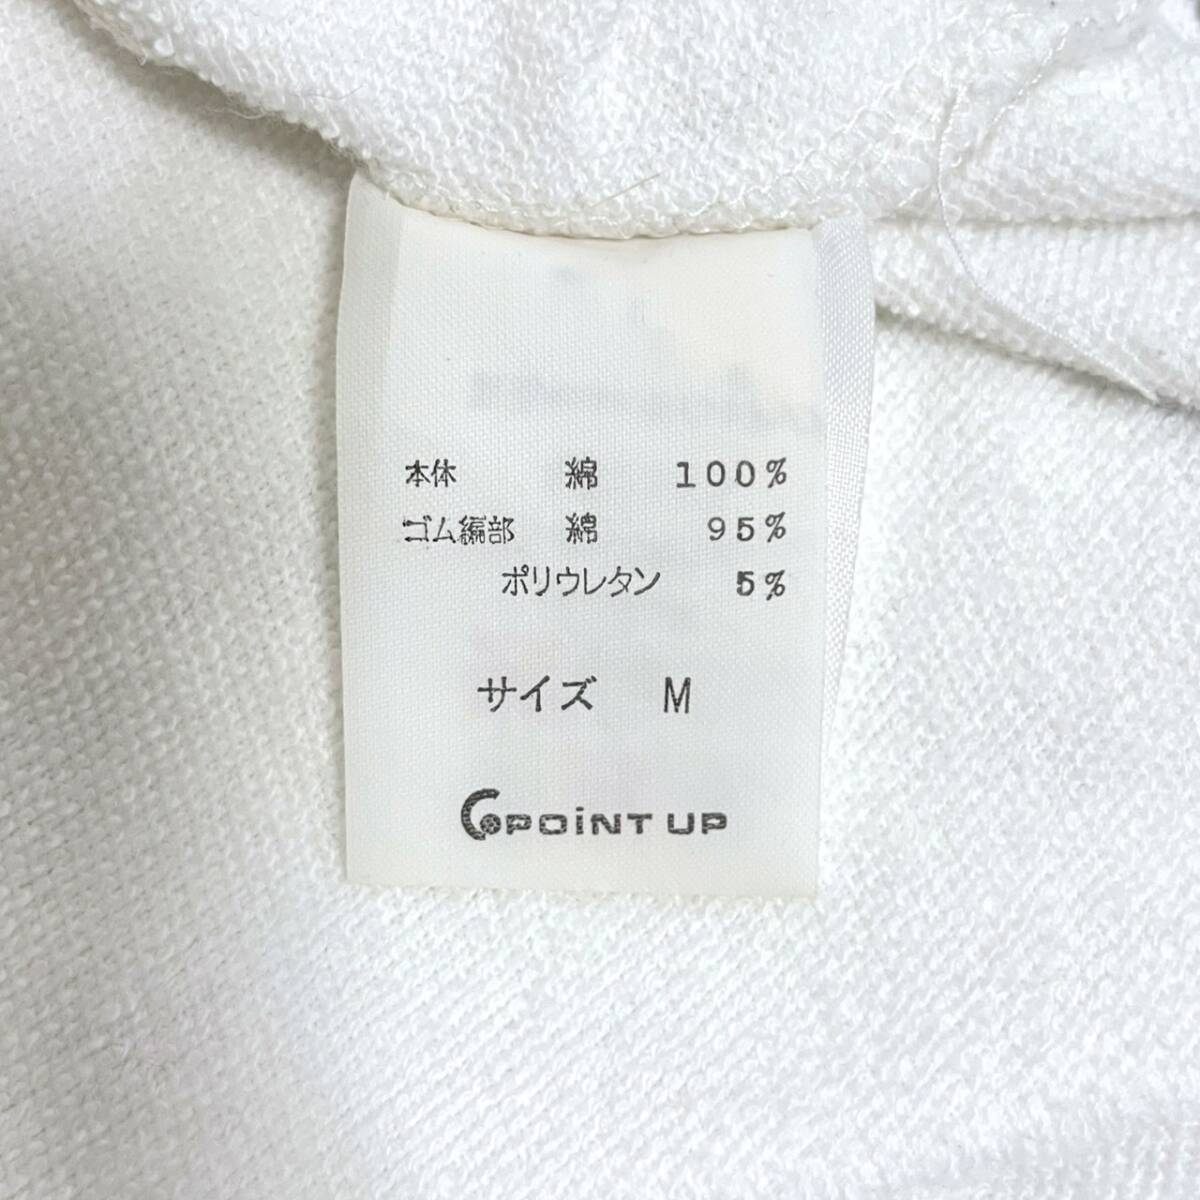 本体 綿 100%
ゴム編部 綿 95%
ポリウレタン 5%
サイズ M
POINT UP